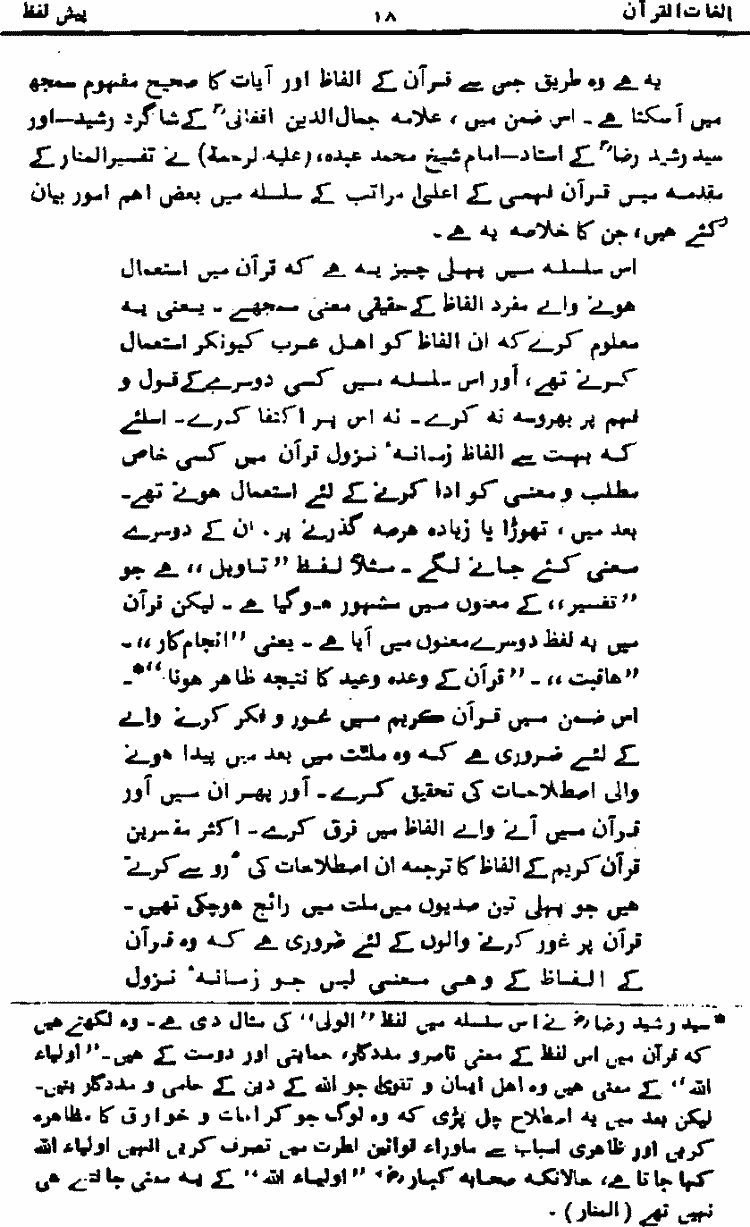 لغات القرآن ۱۸ پیش لفظ
یہ ہے وہ طریق جس سے قرآن کے الفاظ اور آیات کا صحیح مفہوم سمجھ
میں آ سکتا ہے۔ اس ضمن میں، علامہ جمال الدین افغانیؒ کے شاگرد رشید—اور
سید رشید رضاؒ کے استاد—امام شیخ محمد عبدہ، (علیہ الرحمۃ) نے تفسیر المنار کے
مقدمہ میں قرآن فہمی کے اعلیٰ مراتب کے سلسلہ میں بعض اہم امور بیان
کئے ہیں، جن کا خلاصہ یہ ہے۔
اس سلسلہ میں پہلی چیز یہ ہے کہ قرآن میں استعمال
ہونے والے مفرد الفاظ کے حقیقی معنی سمجھے۔ یعنی یہ
معلوم کرے کہ ان الفاظ کو اہل عرب کیونکر استعمال
کرتے تھے، اور اس سلسلہ میں کسی دوسرے کے قول و
فہم پر بھروسہ نہ کرے۔ نہ اس پر اکتفا کرے۔ اسلئے
کہ بہت سے الفاظ زمانہٴ نزول قرآن میں کسی خاص
مطلب و معنی کو ادا کرنے کے لئے استعمال ہوتے تھے۔
بعد میں، تھوڑا یا زیادہ عرصہ گذرنے پر، ان کے دوسرے
معنی کئے جانے لگے۔ مثلاً لفظ ”تاویل“ ہے جو
”تفسیر“ کے معنوں میں مشہور ہو گیا ہے۔ لیکن قرآن
میں یہ لفظ دوسرے معنوں میں آیا ہے۔ یعنی ”انجام کار“۔
”عاقبت“۔ ”قرآن کے وعدہ وعید کا نتیجہ ظاہر ہونا“*۔
اس ضمن میں قرآن کریم میں غور و فکر کرنے والے
کے لئے ضروری ہے کہ وہ ملّت میں بعد میں پیدا ہونے
والی اصطلاحات کی تحقیق کرے۔ اور پھر ان میں اور
قرآن میں آنے والے الفاظ میں فرق کرے۔ اکثر مفسرین
قرآن کریم کے الفاظ کا ترجمہ ان اصطلاحات کی رُو سے کرتے
ہیں جو پہلی تین صدیوں میں ملت میں رائج ہو چکی تھیں۔
قرآن پر غور کرنے والوں کے لئے ضروری ہے کہ وہ قرآن
کے الفاظ کے وہی معنی لیں جو زمانہٴ نزول
*سید رشید رضاؒ نے اس سلسلہ میں لفظ ”الولی“ کی مثال دی ہے۔ وہ لکھتے ہیں
کہ قرآن میں اس لفظ کے معنی ناصر و مددگار، حمایتی اور دوست کے ہیں۔ ”اولیاء
اللہ“ کے معنی ہیں وہ اہل ایمان و تقویٰ جو اللہ کے دین کے حامی و مددگار بنیں۔
لیکن بعد میں یہ اصطلاح چل پڑی کہ وہ لوگ جو کرامات و خوارق کا مظاہرہ
کریں اور ظاہری اسباب سے ماوراء قوانین فطرت میں تصرف کریں انہیں اولیاء اللہ
کہا جاتا ہے، حالانکہ صحابہ کبارؓ ”اولیاء اللہ“ کے یہ معنی جانتے ہی
نہیں تھے (المنار)۔